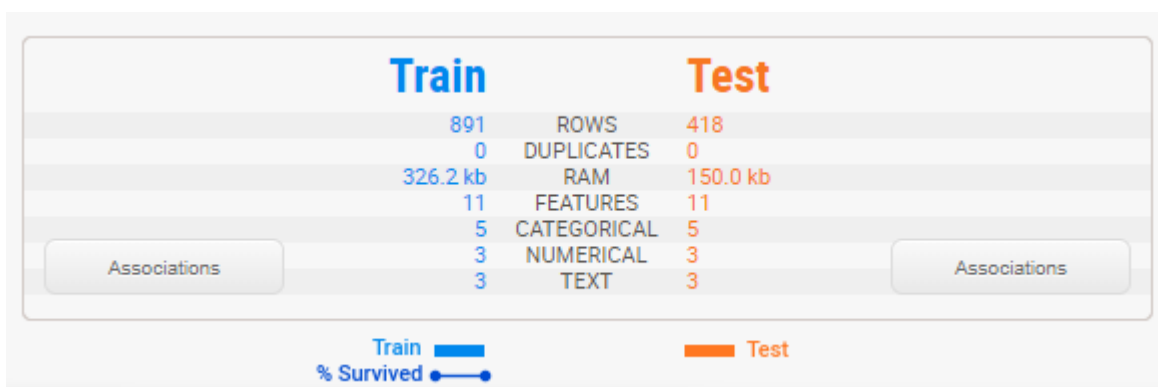 Train Test
891 ROWS 418
0 DUPLICATES 0
326.2 kb RAM 150.0 kb
11 FEATURES 11
5 CATEGORICAL 5
3 NUMERICAL 3
Associations Associations
3 TEXT 3
Train Test
% Survived